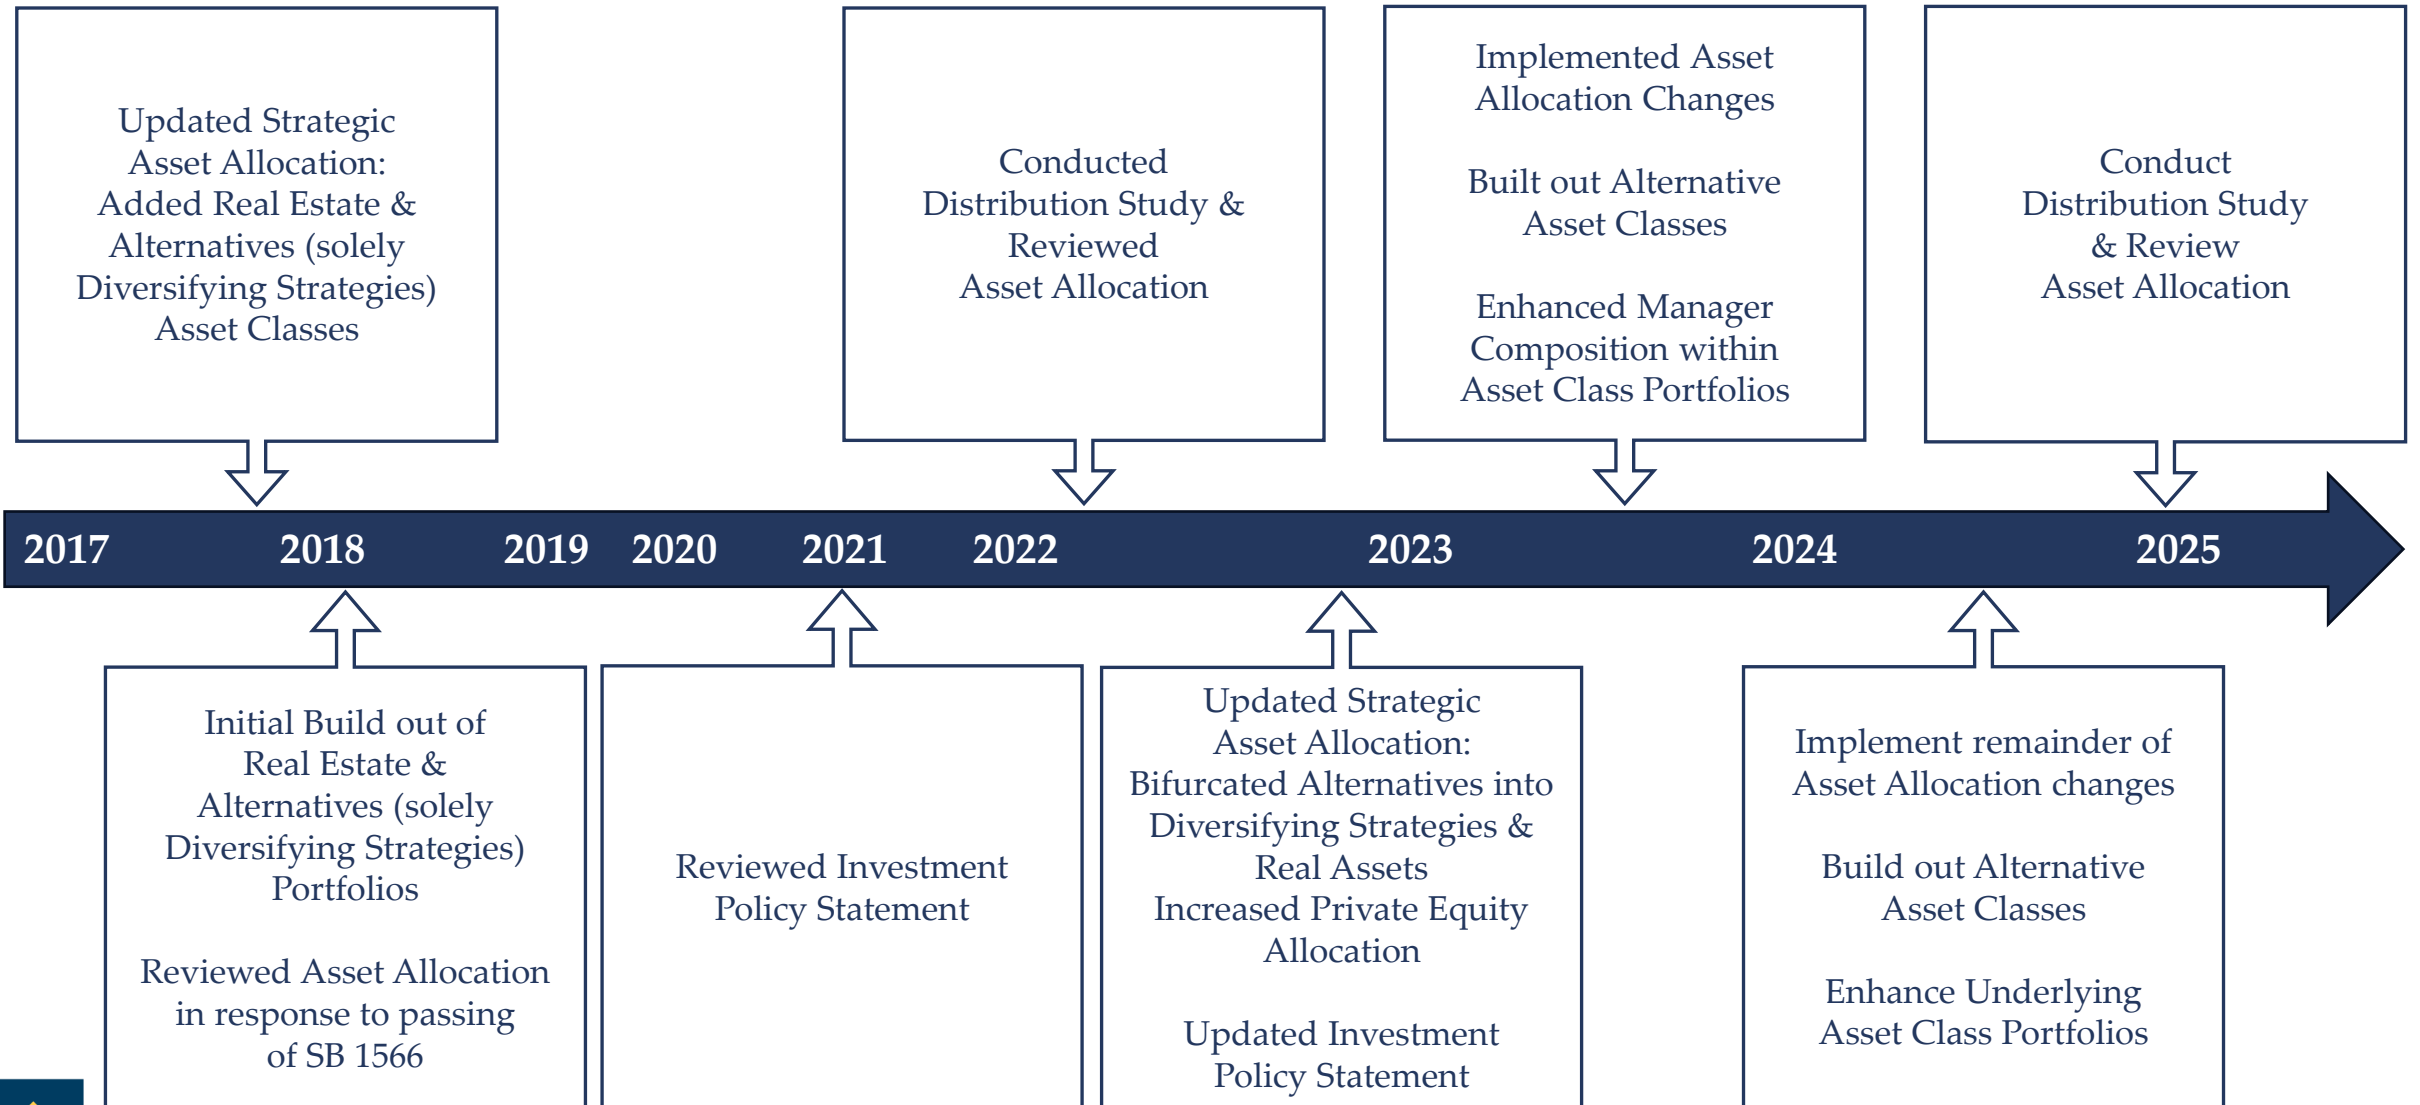 Updated Strategic
Asset Allocation:
Added Real Estate &
Alternatives (solely
Diversifying Strategies)
Asset Classes
Conducted
Distribution Study &
Reviewed
Asset Allocation
Implemented Asset
Allocation Changes
Built out Alternative
Asset Classes
Enhanced Manager
Composition within
Asset Class Portfolios
Conduct
Distribution Study
& Review
Asset Allocation
2017 2018 2019 2020 2021 2022 2023 2024 2025
Initial Build out of
Real Estate &
Alternatives (solely
Diversifying Strategies)
Portfolios
Reviewed Asset Allocation
in response to passing
of SB 1566
Reviewed Investment
Policy Statement
Updated Strategic
Asset Allocation:
Bifurcated Alternatives into
Diversifying Strategies &
Real Assets
Increased Private Equity
Allocation
Updated Investment
Policy Statement
Implement remainder of
Asset Allocation changes
Build out Alternative
Asset Classes
Enhance Underlying
Asset Class Portfolios